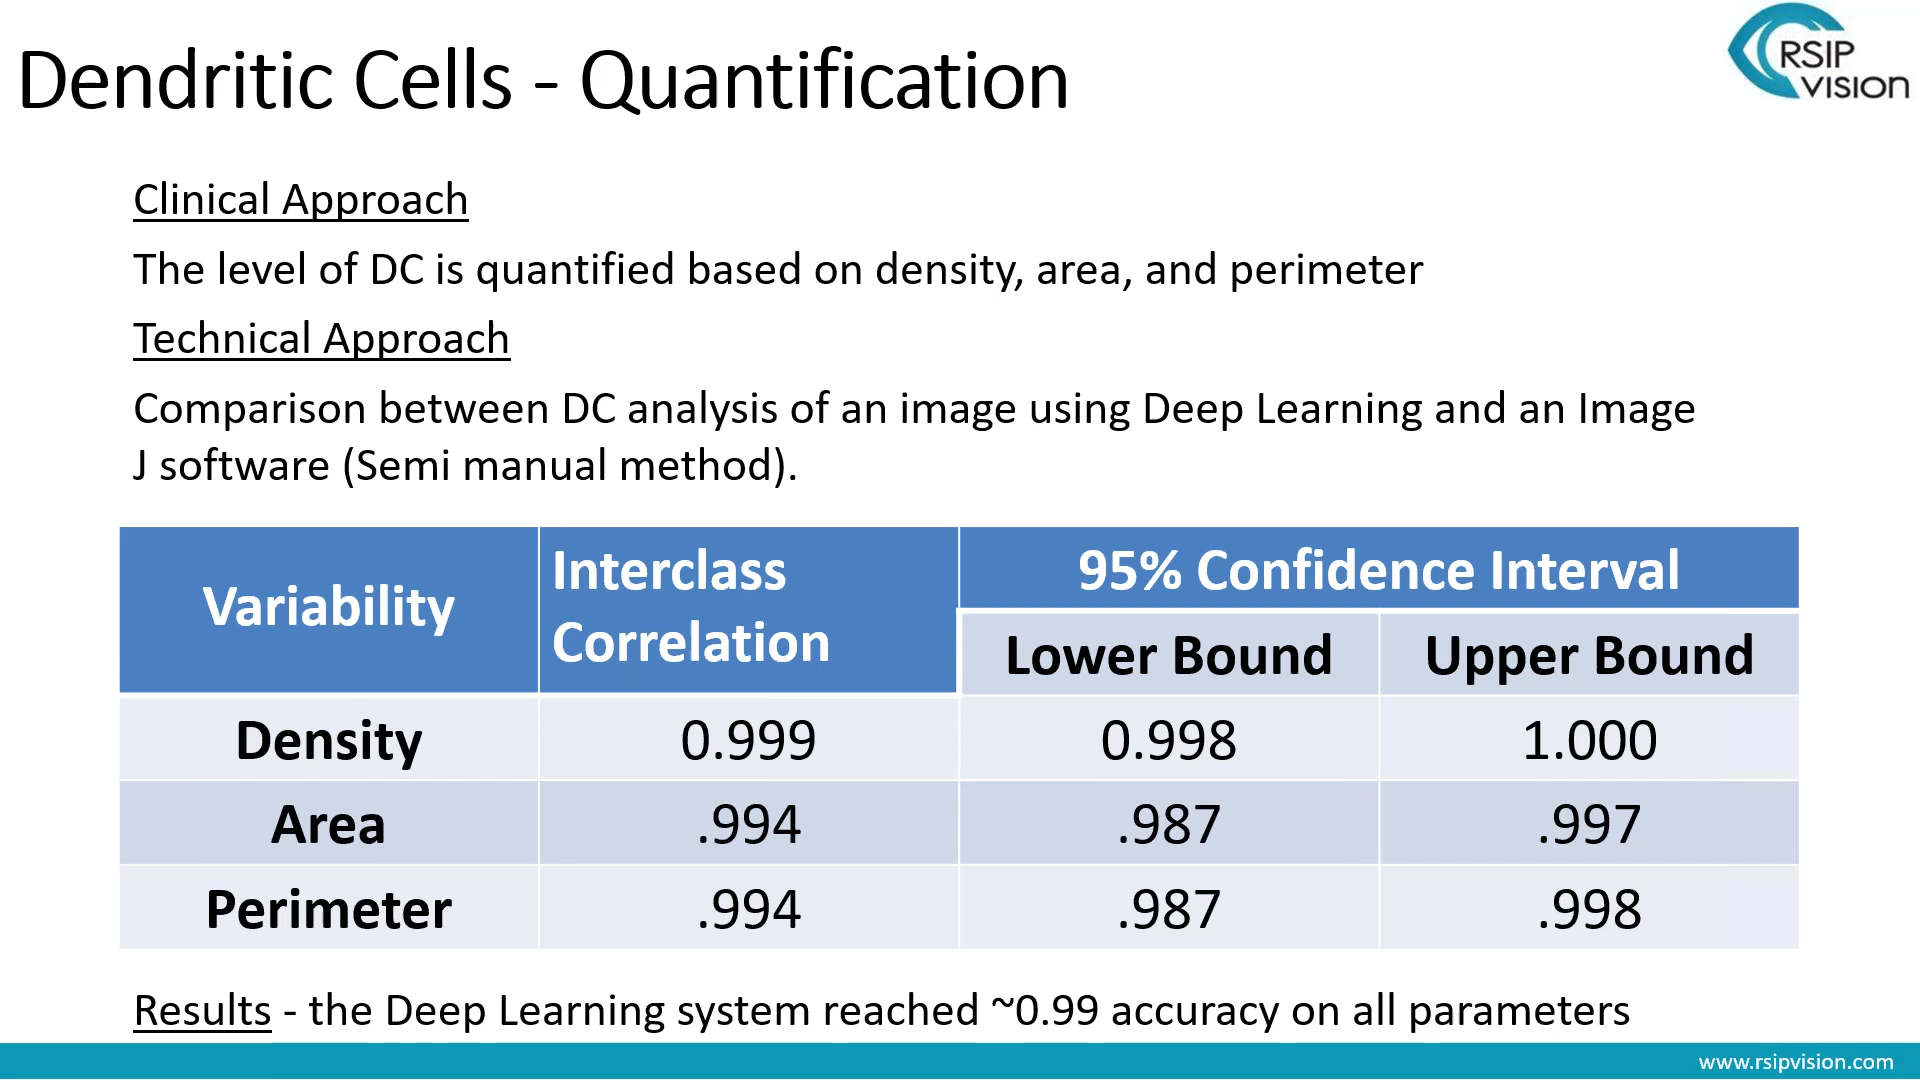 Dendritic Cells - Quantification
RSIP
VISION
Clinical Approach
The level of DC is quantified based on density, area, and perimeter
Technical Approach
Comparison between DC analysis of an image using Deep Learning and an Image
J software (Semi manual method).
Variability
Interclass
Correlation
95% Confidence Interval
Lower Bound Upper Bound
Density 0.999 0.998 1.000
Area .994 .987 .997
Perimeter .994 .987 .998
Results - the Deep Learning system reached ~0.99 accuracy on all parameters
www.rsipvision.com